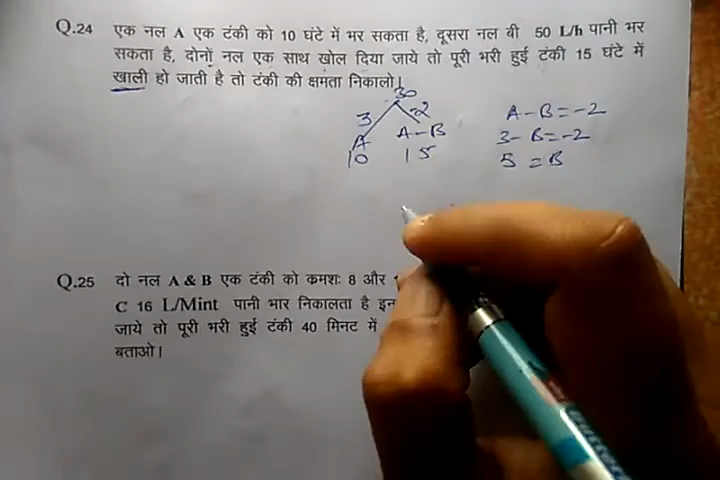 Q.24 एक नल A एक टंकी को 10 घंटे में भर सकता है, दूसरा नल बी 50 L/h पानी भर
सकता है, दोनों नल एक साथ खोल दिया जाये तो पूरी भरी हुई टंकी 15 घंटे में
खाली हो जाती है तो टंकी की क्षमता निकालो।
30
3 -2
A A-B
10 15
A-B=-2
3-B=-2
5=B
Q.25 दो नल A & B एक टंकी को क्रमशः 8 और
C 16 L/Mint पानी भार निकालता है
जाये तो पूरी भरी हुई टंकी 40 मिनट में
बताओ।